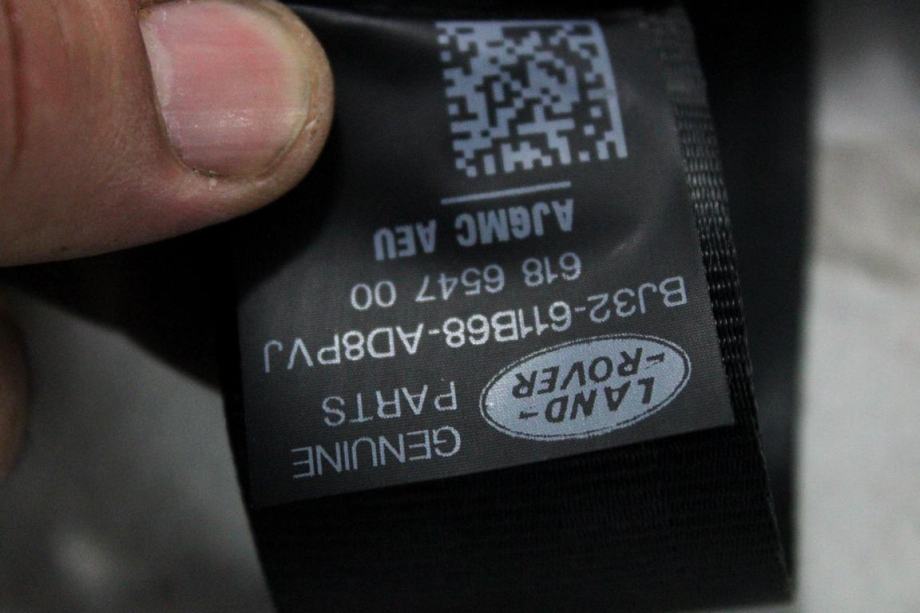 LAND-
-ROVER
GENUINE
PARTS
BJ32-611B68-AD8PVJ
618 6547 00
AJ6MC AEU